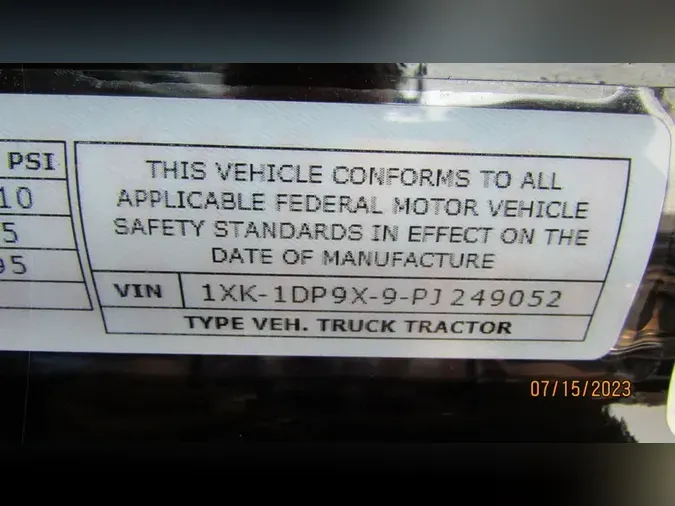 PSI
10
5
95
THIS VEHICLE CONFORMS TO ALL
APPLICABLE FEDERAL MOTOR VEHICLE
SAFETY STANDARDS IN EFFECT ON THE
DATE OF MANUFACTURE
VIN 1XK-1DP9X-9-PJ249052
TYPE VEH. TRUCK TRACTOR
07/15/2023